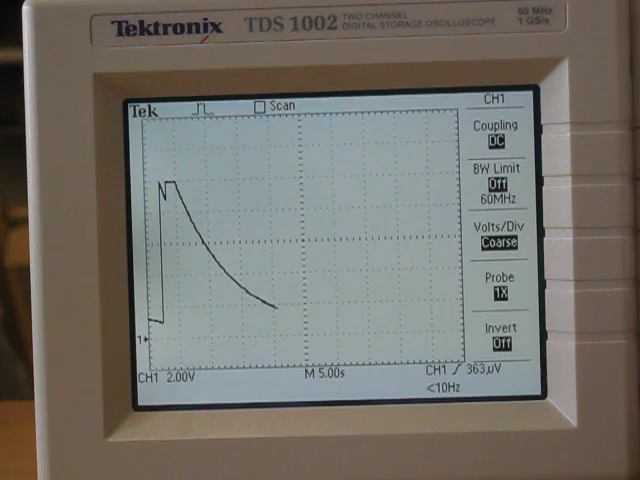 Tektronix TDS 1002 TWO CHANNEL DIGITAL STORAGE OSCILLOSCOPE
60 MHz
1 GS/s
Tek Scan CH1
Coupling
DC
BW Limit
Off
60MHz
Volts/Div
Coarse
Probe
1X
Invert
Off
1
CH1 2.00V M 5.00s CH1 363µV
<10Hz